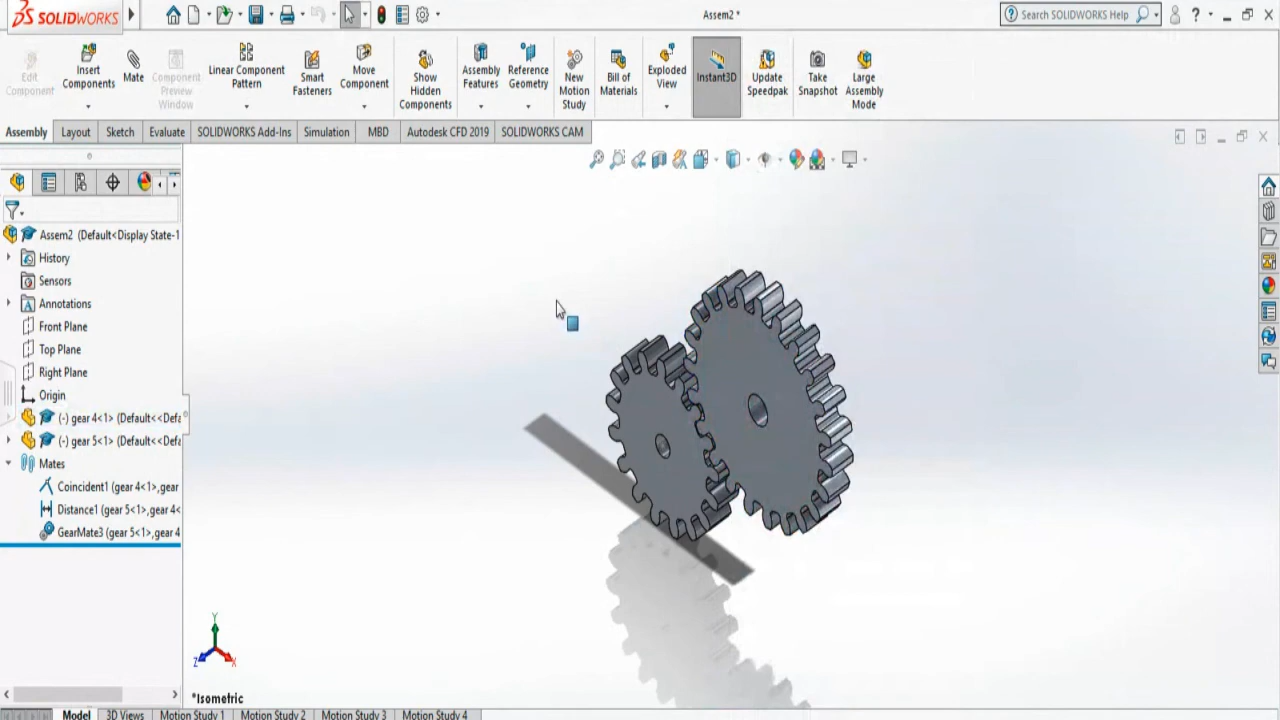 SOLIDWORKS
Assem2 *
Search SOLIDWORKS Help
Edit Component
Insert Components
Mate
Component Preview Window
Linear Component Pattern
Smart Fasteners
Move Component
Show Hidden Components
Assembly Features
Reference Geometry
New Motion Study
Bill of Materials
Exploded View
Instant3D
Update Speedpak
Take Snapshot
Large Assembly Mode
Assembly Layout Sketch Evaluate SOLIDWORKS Add-Ins Simulation MBD Autodesk CFD 2019 SOLIDWORKS CAM
Assem2 (Default<Display State-1
History
Sensors
Annotations
Front Plane
Top Plane
Right Plane
Origin
(-) gear 4<1> (Default<<Defa
(-) gear 5<1> (Default<<Defa
Mates
Coincident1 (gear 4<1>,gear
Distance1 (gear 5<1>,gear 4<
GearMate3 (gear 5<1>,gear 4
Y
Z
X
*Isometric
Model 3D Views Motion Study 1 Motion Study 2 Motion Study 3 Motion Study 4